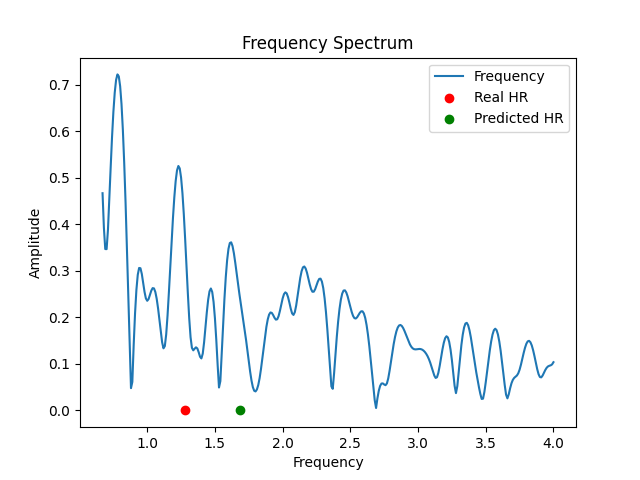 Frequency Spectrum
Frequency
Real HR
Predicted HR
Amplitude
0.7
0.6
0.5
0.4
0.3
0.2
0.1
0.0
1.0 1.5 2.0 2.5 3.0 3.5 4.0
Frequency